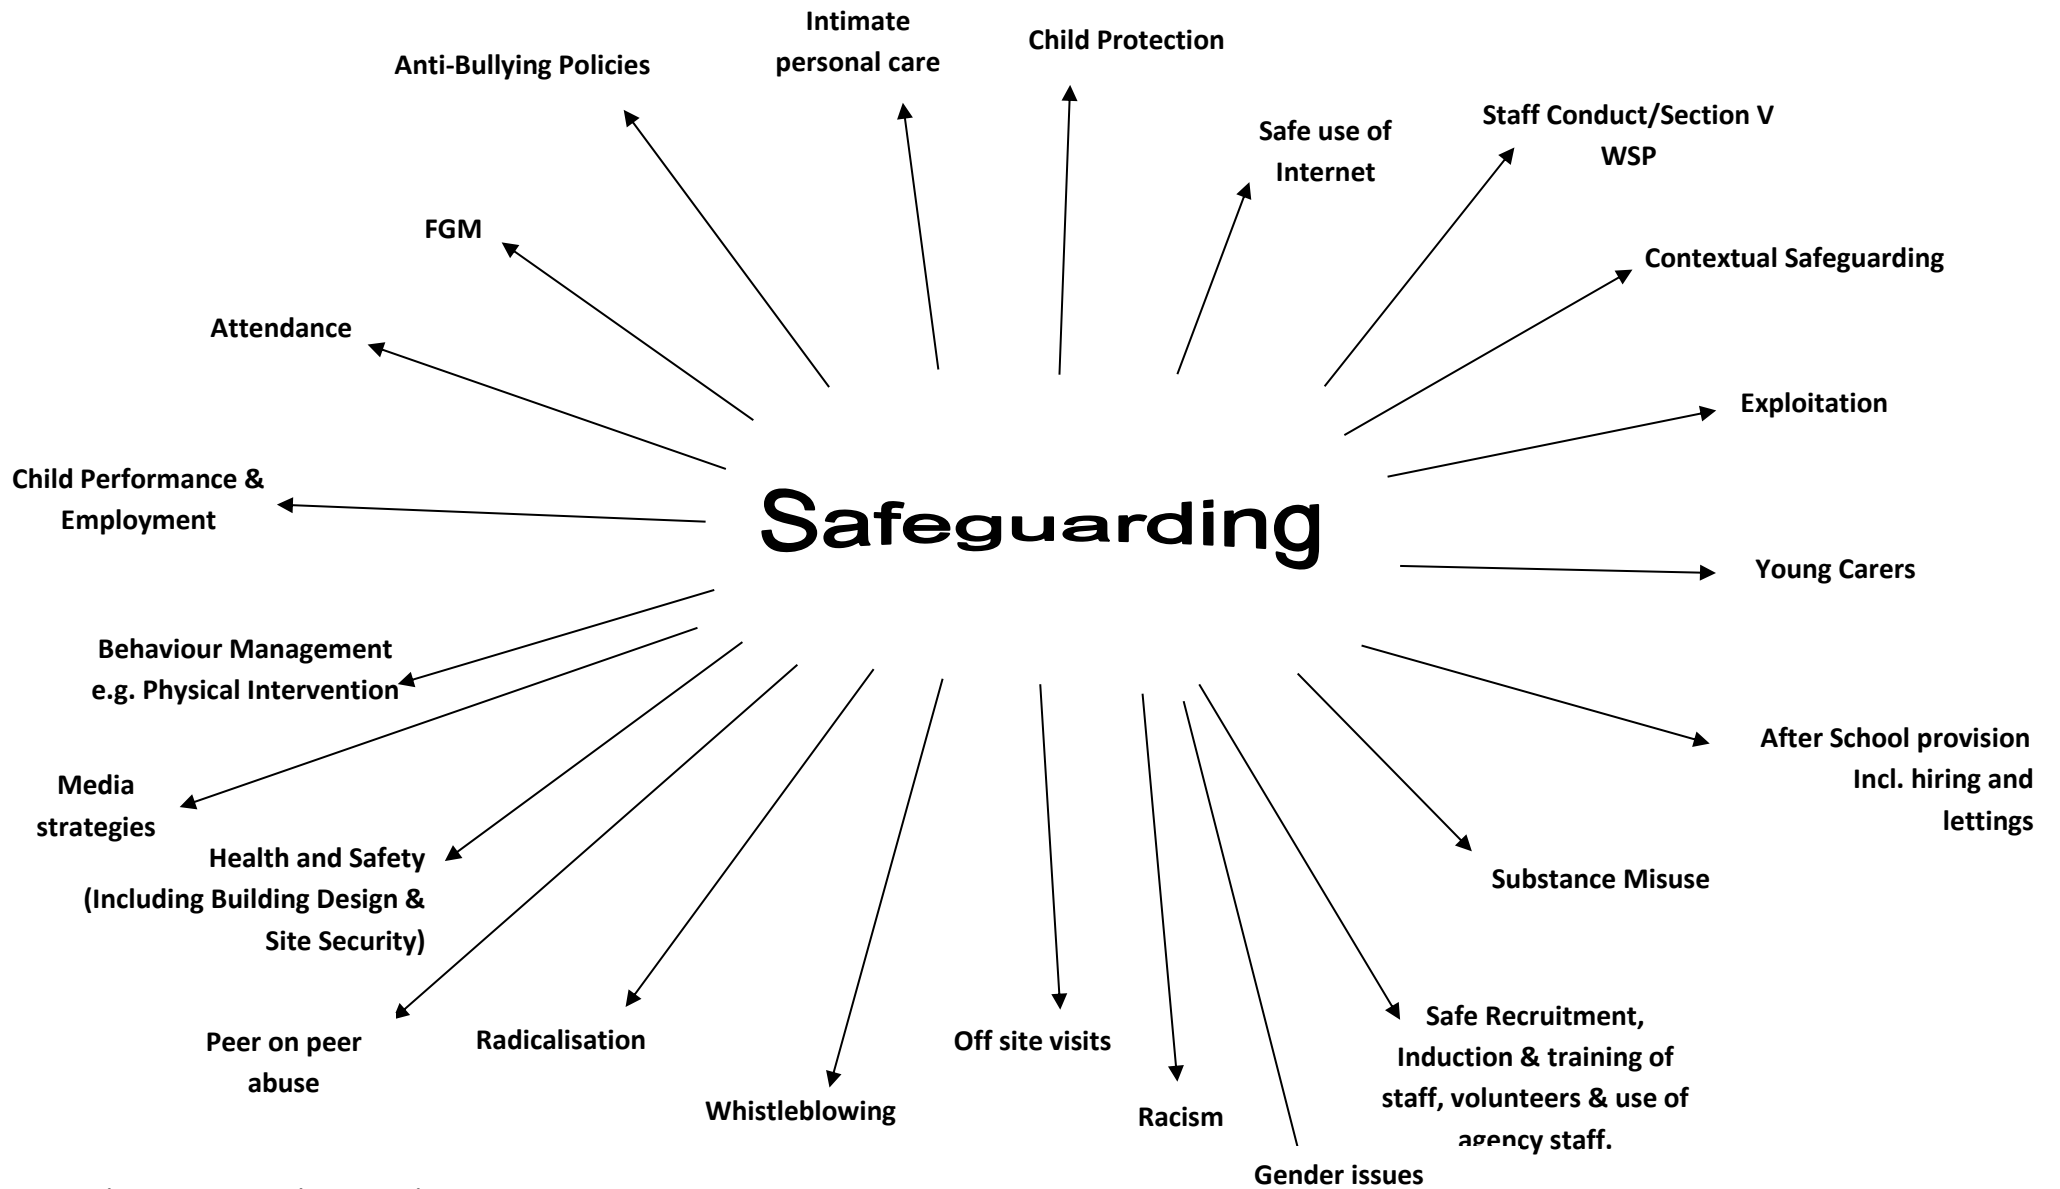 Intimate
personal care
Child Protection
Anti-Bullying Policies
Safe use of
Internet
Staff Conduct/Section V
WSP
FGM
Contextual Safeguarding
Attendance
Exploitation
Child Performance &
Employment
Safeguarding
Young Carers
Behaviour Management
e.g. Physical Intervention
After School provision
Incl. hiring and
lettings
Media
strategies
Health and Safety
(Including Building Design &
Site Security)
Substance Misuse
Peer on peer
abuse
Radicalisation
Whistleblowing
Off site visits
Racism
Safe Recruitment,
Induction & training of
staff, volunteers & use of
agency staff.
Gender issues